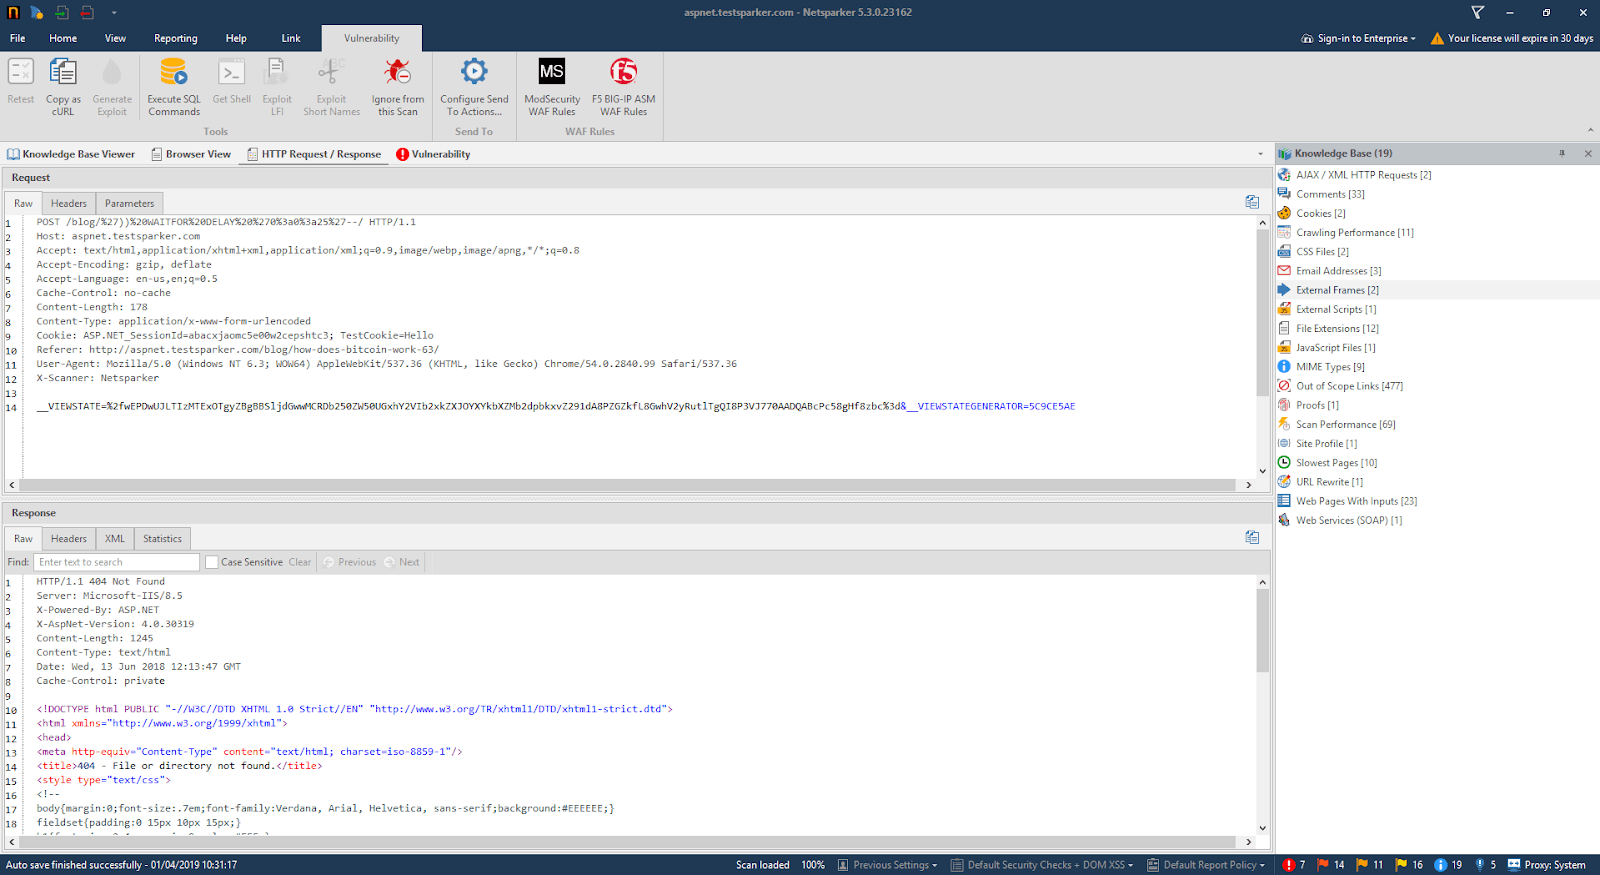 aspnet.testsparker.com - Netsparker 5.3.0.23162
File Home View Reporting Help Link Vulnerability
Sign-in to Enterprise Your license will expire in 30 days
Retest Copy as cURL Generate Exploit Execute SQL Commands Get Shell Exploit LFI Exploit Short Names Ignore from this Scan Configure Send To Actions... MS ModSecurity WAF Rules f5 F5 BIG-IP ASM WAF Rules
Tools Send To WAF Rules
Knowledge Base Viewer Browser View HTTP Request / Response Vulnerability
Request
Raw Headers Parameters
1 POST /blog/%27))%20WAITFOR%20DELAY%20%270%3a0%3a25%27--/ HTTP/1.1
2 Host: aspnet.testsparker.com
3 Accept: text/html,application/xhtml+xml,application/xml;q=0.9,image/webp,image/apng,*/*;q=0.8
4 Accept-Encoding: gzip, deflate
5 Accept-Language: en-us,en;q=0.5
6 Cache-Control: no-cache
7 Content-Length: 178
8 Content-Type: application/x-www-form-urlencoded
9 Cookie: ASP.NET_SessionId=abacxjaomc5e00w2cepshtc3; TestCookie=Hello
10 Referer: http://aspnet.testsparker.com/blog/how-does-bitcoin-work-63/
11 User-Agent: Mozilla/5.0 (Windows NT 6.3; WOW64) AppleWebKit/537.36 (KHTML, like Gecko) Chrome/54.0.2840.99 Safari/537.36
12 X-Scanner: Netsparker
13
14 __VIEWSTATE=%2fwEPDwUJLTIzMTExOTgyZBgBBSljdGwwMCRDb250ZW50UGxhY2VIb2xkZXJOYXYkbXZMb2dpbkxvZ291dA8PZGZkfL8GwhV2yRutlTgQI8P3VJ770AADQABcPc58gHf8zbc%3d&__VIEWSTATEGENERATOR=5C9CE5AE
Response
Raw Headers XML Statistics
Find: Enter text to search Case Sensitive Clear Previous Next
1 HTTP/1.1 404 Not Found
2 Server: Microsoft-IIS/8.5
3 X-Powered-By: ASP.NET
4 X-AspNet-Version: 4.0.30319
5 Content-Length: 1245
6 Content-Type: text/html
7 Date: Wed, 13 Jun 2018 12:13:47 GMT
8 Cache-Control: private
9
10 <!DOCTYPE html PUBLIC "-//W3C//DTD XHTML 1.0 Strict//EN" "http://www.w3.org/TR/xhtml1/DTD/xhtml1-strict.dtd">
11 <html xmlns="http://www.w3.org/1999/xhtml">
12 <head>
13 <meta http-equiv="Content-Type" content="text/html; charset=iso-8859-1"/>
14 <title>404 - File or directory not found.</title>
15 <style type="text/css">
16 <!--
17 body{margin:0;font-size:.7em;font-family:Verdana, Arial, Helvetica, sans-serif;background:#EEEEEE;}
18 fieldset{padding:0 15px 10px 15px;}
Knowledge Base (19)
AJAX / XML HTTP Requests [2]
Comments [33]
Cookies [2]
Crawling Performance [11]
CSS Files [2]
Email Addresses [3]
External Frames [2]
External Scripts [1]
File Extensions [12]
JavaScript Files [1]
MIME Types [9]
Out of Scope Links [477]
Proofs [1]
Scan Performance [69]
Site Profile [1]
Slowest Pages [10]
URL Rewrite [1]
Web Pages With Inputs [23]
Web Services (SOAP) [1]
Auto save finished successfully - 01/04/2019 10:31:17 Scan loaded 100% Previous Settings Default Security Checks + DOM XSS Default Report Policy 7 14 11 16 19 5 Proxy: System